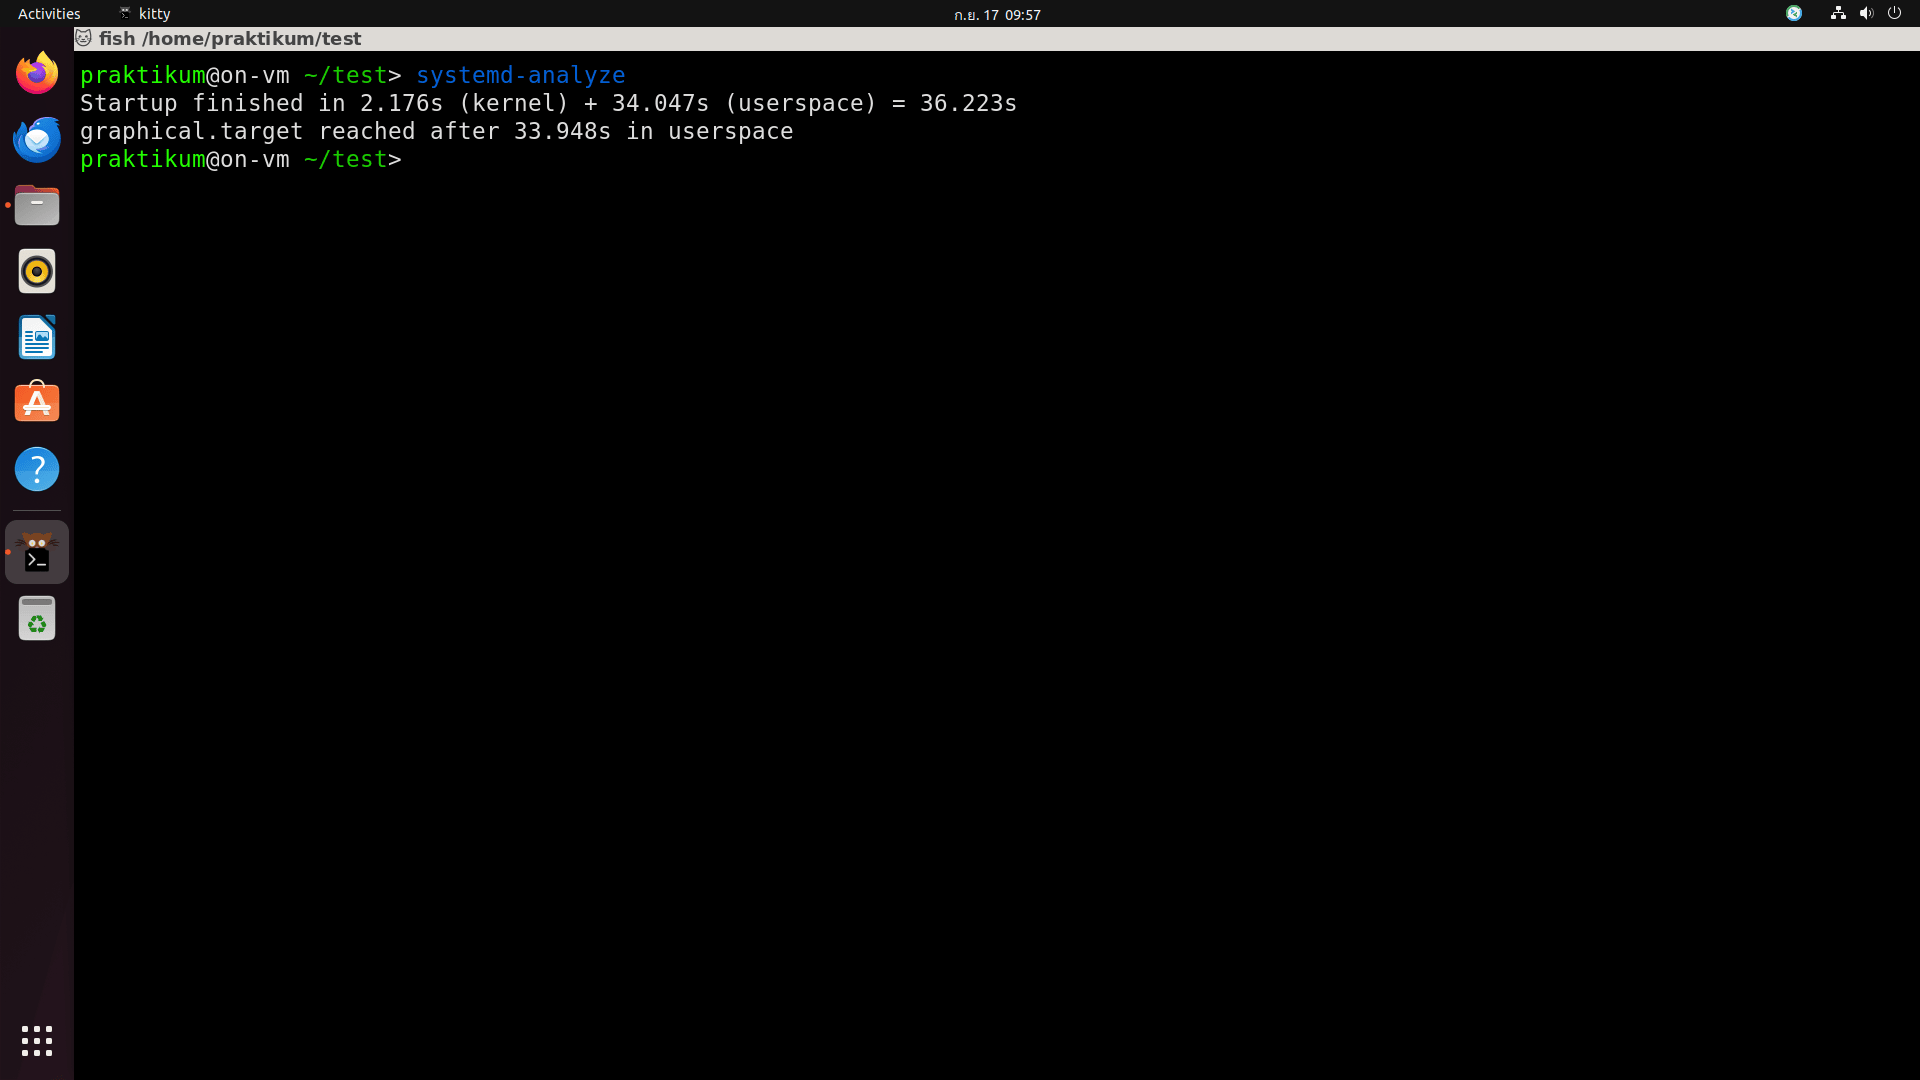 Activities
kitty
ก.ย. 17 09:57
fish /home/praktikum/test
praktikum@on-vm ~/test> systemd-analyze
Startup finished in 2.176s (kernel) + 34.047s (userspace) = 36.223s
graphical.target reached after 33.948s in userspace
praktikum@on-vm ~/test>